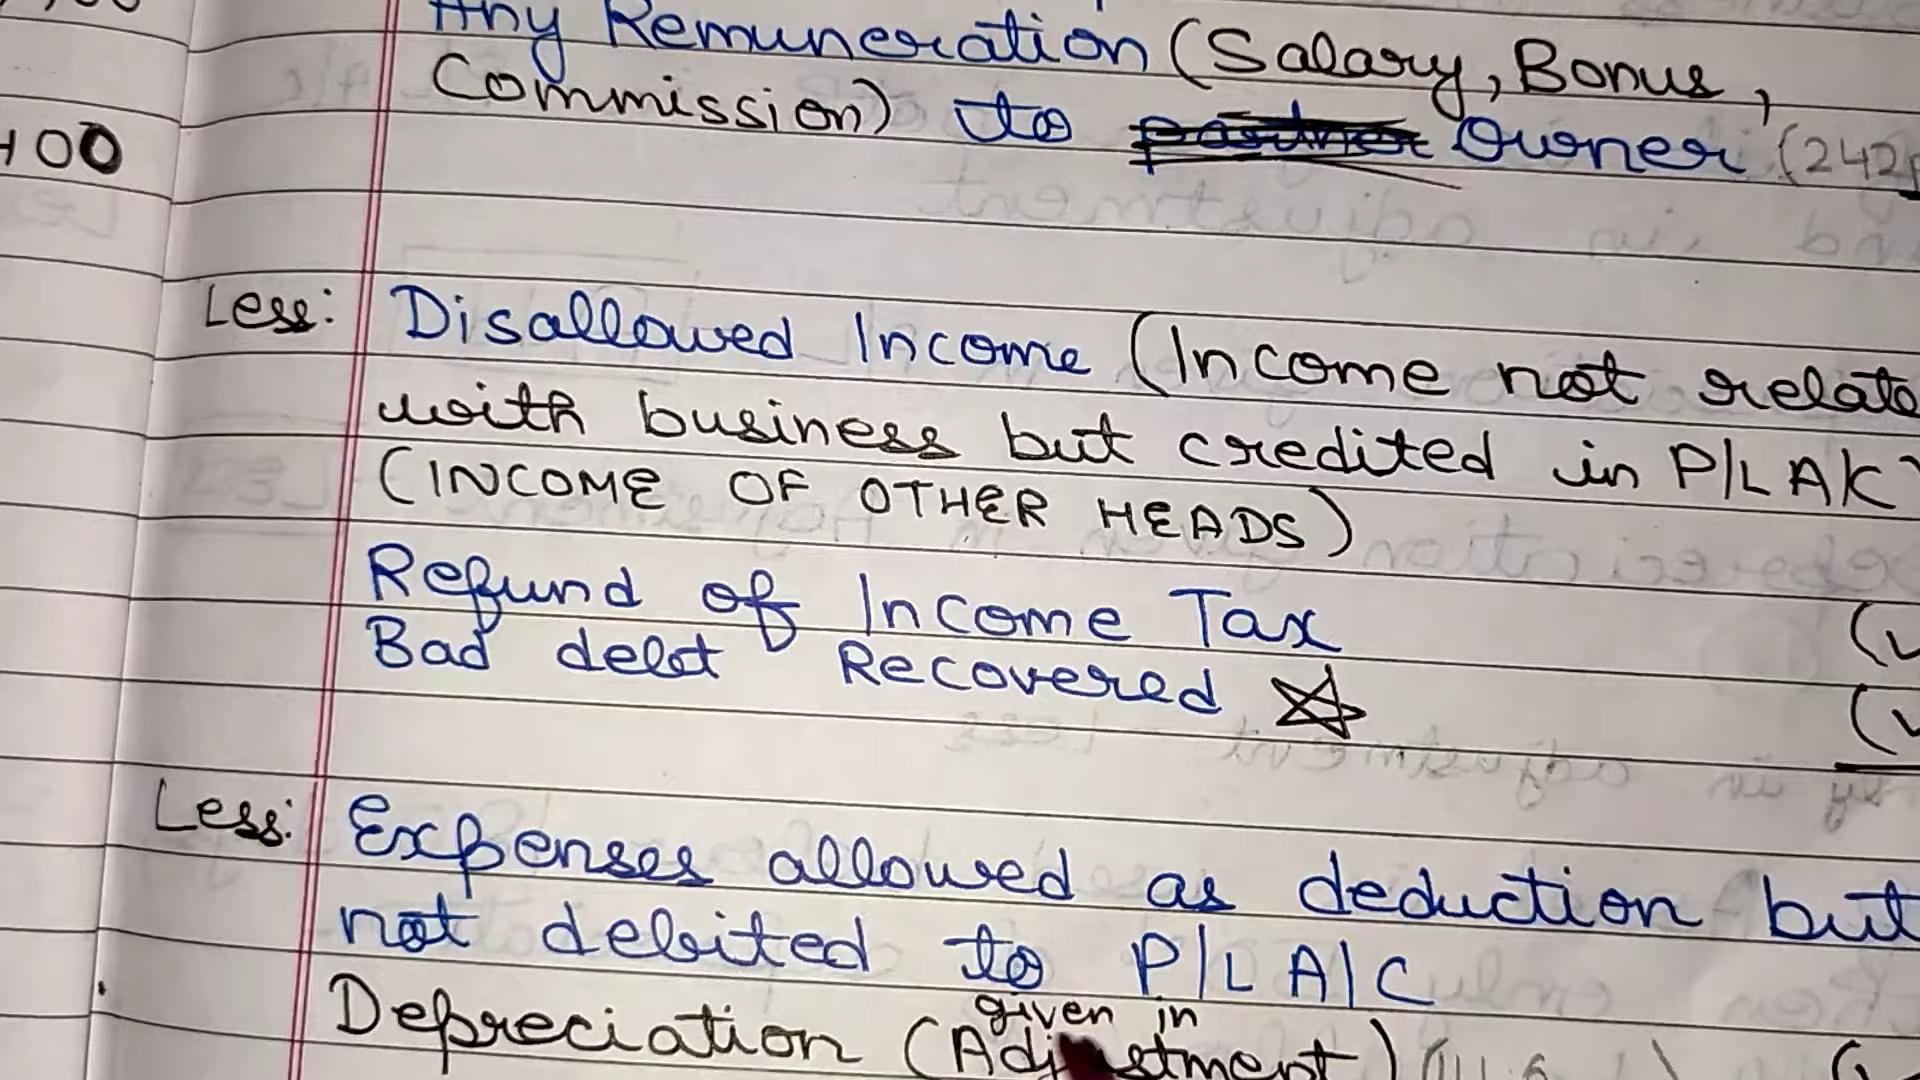 Any Remuneration (Salary, Bonus,
Commission) to partner Owner (242
400
Less: Disallowed Income (Income not relate
with business but credited in P/L A/C)
(INCOME OF OTHER HEADS)
Refund of Income Tax
Bad debt Recovered
Less: Expenses allowed as deduction but
not debited to P/L A/C
given in
Depreciation (Adjustment)